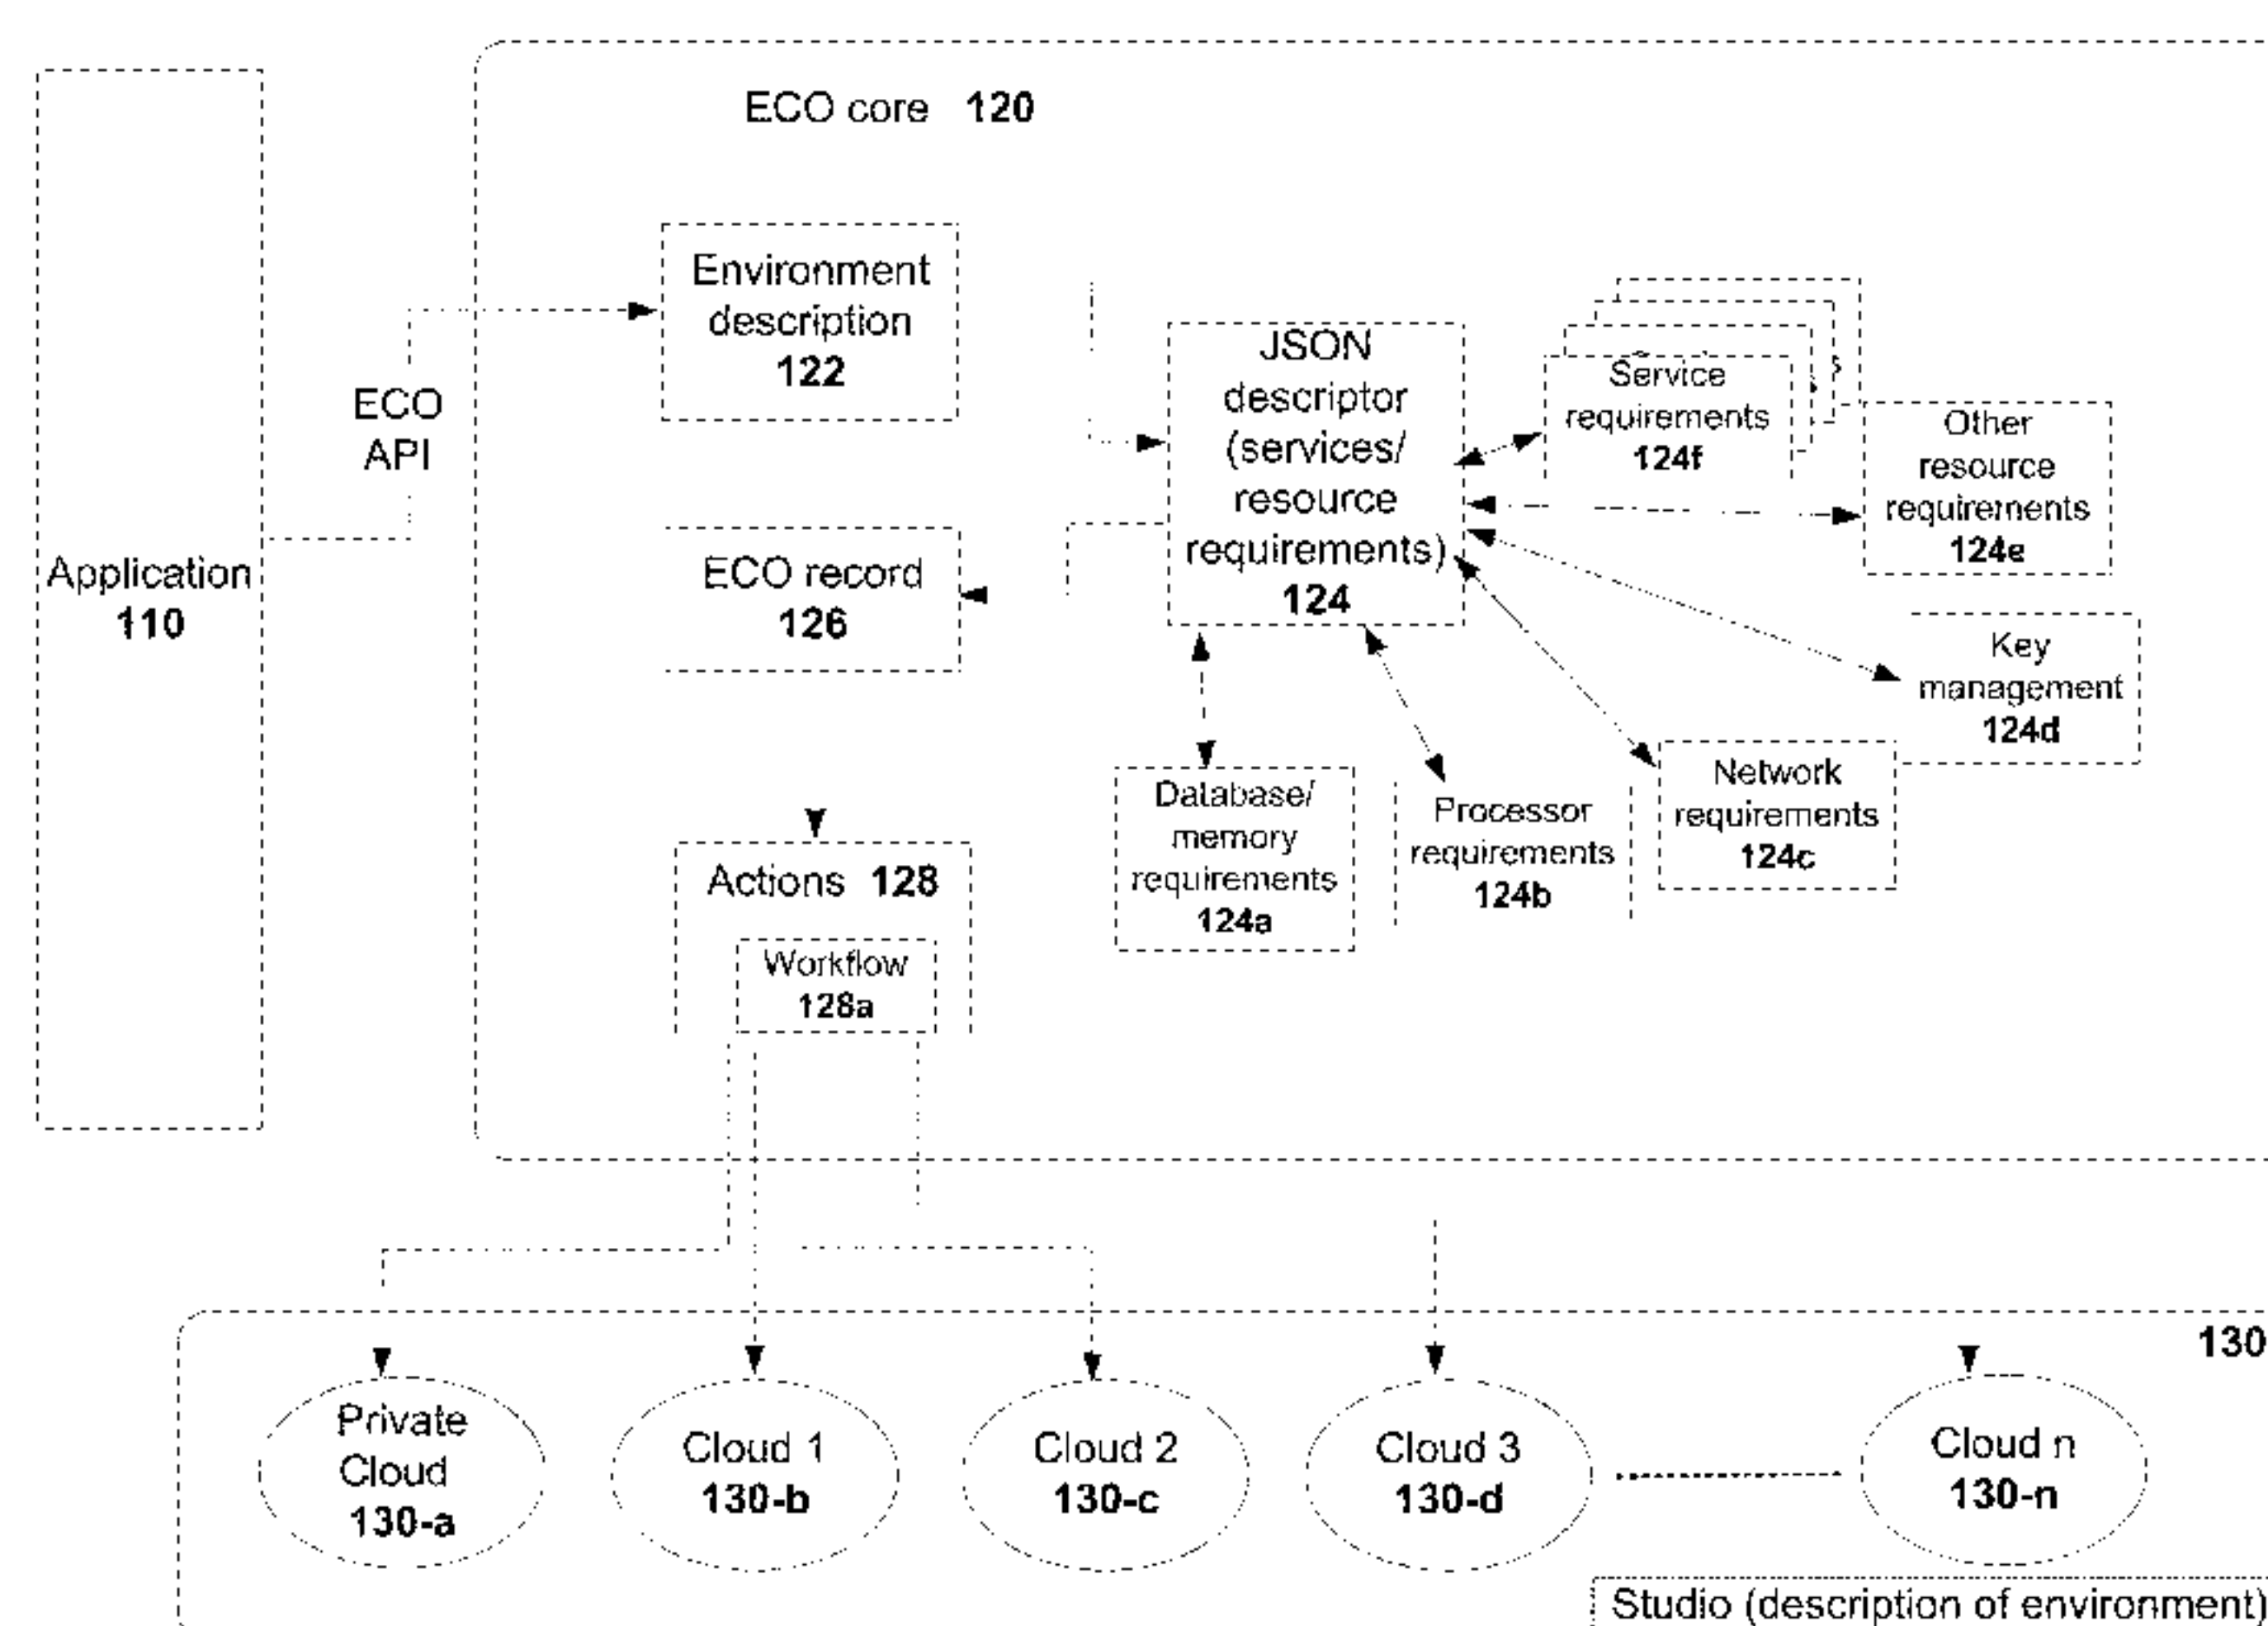 ECO core 120
Application
110
ECO
API
Environment
description
122
ECO record
126
JSON
descriptor
(services/
resource
requirements)
124
Service
requirements
124f
Other
resource
requirements
124e
Key
management
124d
Network
requirements
124c
Processor
requirements
124b
Database/
memory
requirements
124a
Actions 128
Workflow
128a
130
Private
Cloud
130-a
Cloud 1
130-b
Cloud 2
130-c
Cloud 3
130-d
Cloud n
130-n
Studio (description of environment)